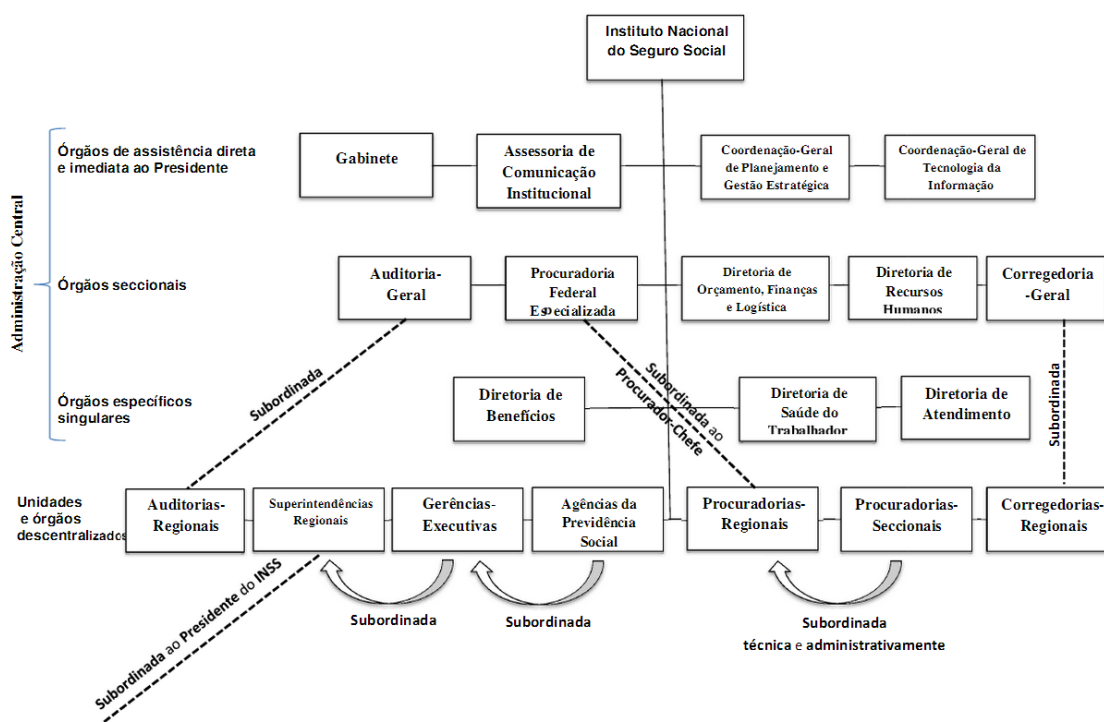 Instituto Nacional
do Seguro Social
Administração Central
Órgãos de assistência direta
e imediata ao Presidente
Gabinete
Assessoria de
Comunicação
Institucional
Coordenação-Geral
de Planejamento e
Gestão Estratégica
Coordenação-Geral de
Tecnologia da
Informação
Órgãos seccionais
Auditoria-
Geral
Procuradoria
Federal
Especializada
Diretoria de
Orçamento, Finanças
e Logística
Diretoria de
Recursos
Humanos
Corregedoria
-Geral
Subordinada
Subordinada ao
Procurador-Chefe
Subordinada
Órgãos específicos
singulares
Diretoria de
Benefícios
Diretoria de
Saúde do
Trabalhador
Diretoria de
Atendimento
Unidades
e órgãos
descentralizados
Auditorias-
Regionais
Superintendências
Regionais
Gerências-
Executivas
Agências da
Previdência
Social
Procuradorias-
Regionais
Procuradorias-
Seccionais
Corregedorias-
Regionais
Subordinada ao Presidente do INSS
Subordinada
Subordinada
Subordinada
técnica e administrativamente